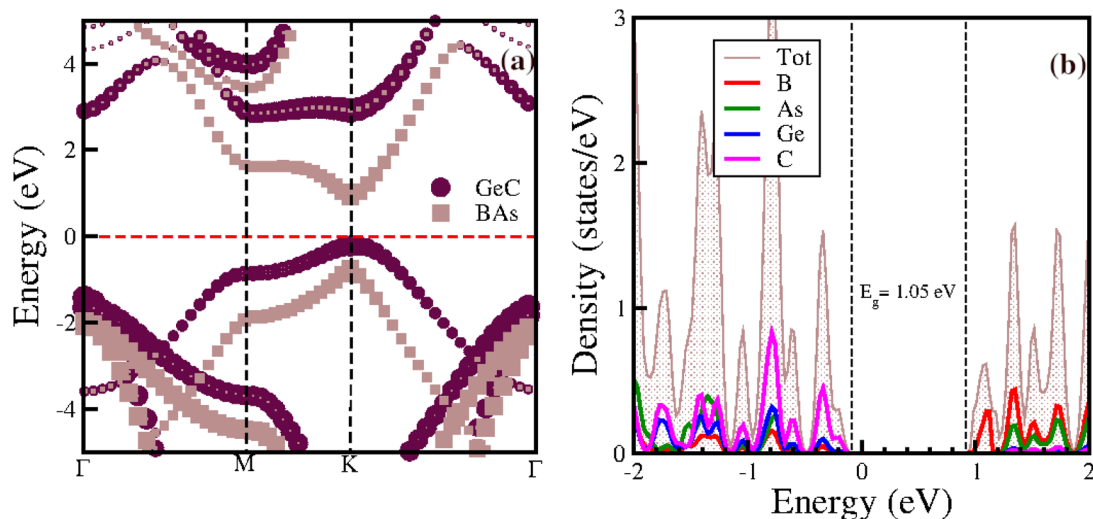 (a)
4
2
0
-2
-4
Energy (eV)
GeC
BAs
Γ
M
K
Γ
(b)
3
2
1
0
Density (states/eV)
Tot
B
As
Ge
C
E_g= 1.05 eV
-2
-1
0
1
2
Energy (eV)